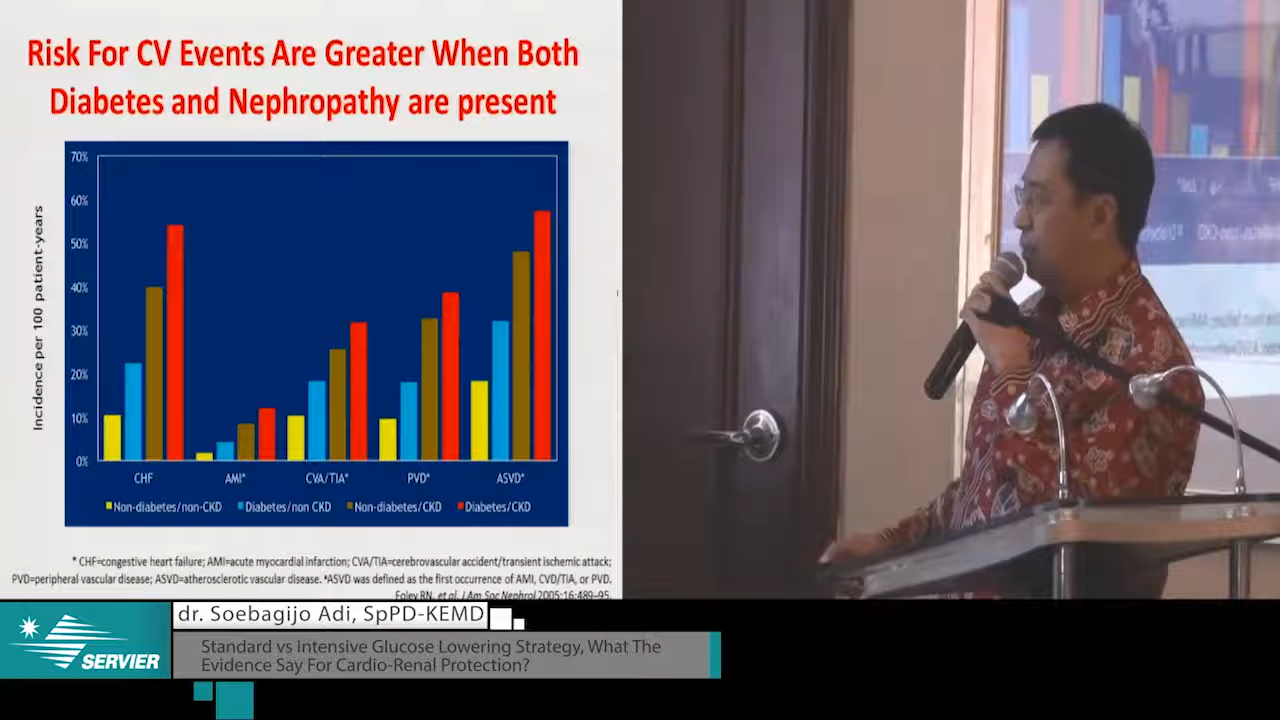 Risk For CV Events Are Greater When Both
Diabetes and Nephropathy are present
Incidence per 100 patient-years
70%
60%
50%
40%
30%
20%
10%
0%
CHF
AMI*
CVA/TIA*
PVD*
ASVD*
Non-diabetes/non-CKD
Diabetes/non CKD
Non-diabetes/CKD
Diabetes/CKD
* CHF=congestive heart failure; AMI=acute myocardial infarction; CVA/TIA=cerebrovascular accident/transient ischemic attack;
PVD=peripheral vascular disease; ASVD=atherosclerotic vascular disease. *ASVD was defined as the first occurrence of AMI, CVD/TIA, or PVD.
Foley RN, et al. J Am Soc Nephrol 2005;16:489–95.
SERVIER
dr. Soebagijo Adi, SpPD-KEMD
Standard vs Intensive Glucose Lowering Strategy, What The
Evidence Say For Cardio-Renal Protection?